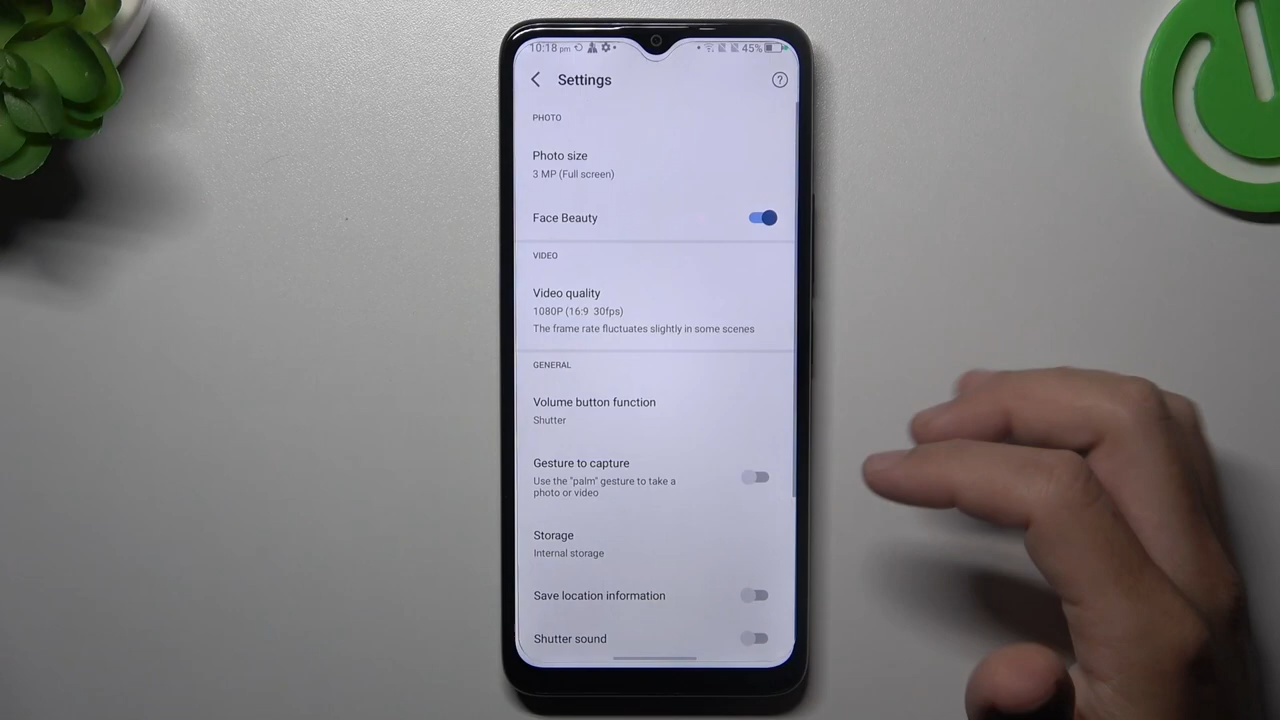 10:18 pm
45%
Settings
?
PHOTO
Photo size
3 MP (Full screen)
Face Beauty
VIDEO
Video quality
1080P (16:9 30fps)
The frame rate fluctuates slightly in some scenes
GENERAL
Volume button function
Shutter
Gesture to capture
Use the "palm" gesture to take a
photo or video
Storage
Internal storage
Save location information
Shutter sound